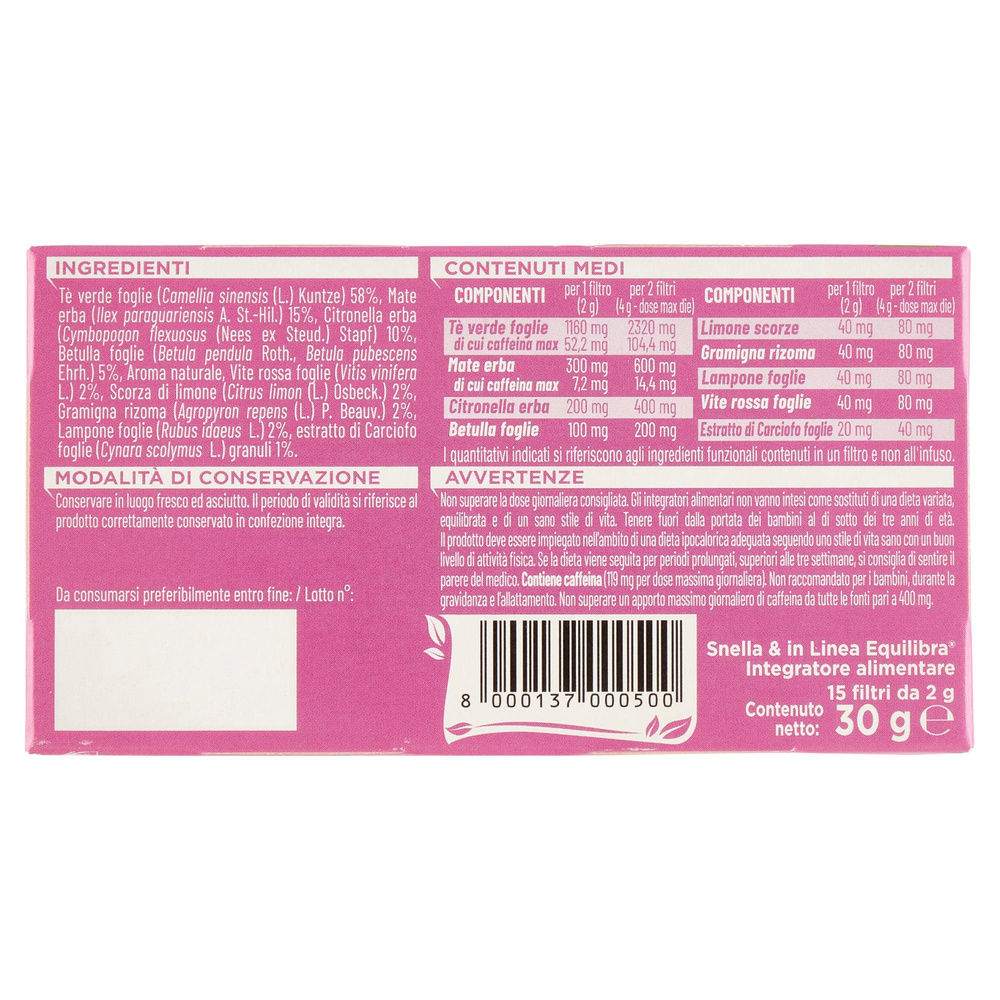 INGREDIENTI
Tè verde foglie (Camellia sinensis (L.) Kuntze) 58%, Mate
erba (Ilex paraguariensis A. St.-Hil.) 15%, Citronella erba
(Cymbopogon flexuosus (Nees ex Steud.) Stapf) 10%,
Betulla foglie (Betula pendula Roth., Betula pubescens
Ehrh.) 5%, Aroma naturale, Vite rossa foglie (Vitis vinifera
L.) 2%, Scorza di limone (Citrus limon (L.) Osbeck.) 2%,
Gramigna rizoma (Agropyron repens (L.) P. Beauv.) 2%,
Lampone foglie (Rubus idaeus L.) 2%, estratto di Carciofo
foglie (Cynara scolymus L.) granuli 1%.
MODALITÀ DI CONSERVAZIONE
Conservare in luogo fresco ed asciutto. Il periodo di validità si riferisce al
prodotto correttamente conservato in confezione integra.
Da consumarsi preferibilmente entro fine: / Lotto n°:
CONTENUTI MEDI
COMPONENTI per 1 filtro (2 g) per 2 filtri (4 g - dose max die)
Tè verde foglie 1160 mg 2320 mg
di cui caffeina max 52,2 mg 104,4 mg
Mate erba 300 mg 600 mg
di cui caffeina max 7,2 mg 14,4 mg
Citronella erba 200 mg 400 mg
Betulla foglie 100 mg 200 mg
COMPONENTI per 1 filtro (2 g) per 2 filtri (4 g - dose max die)
Limone scorze 40 mg 80 mg
Gramigna rizoma 40 mg 80 mg
Lampone foglie 40 mg 80 mg
Vite rossa foglie 40 mg 80 mg
Estratto di Carciofo foglie 20 mg 40 mg
I quantitativi indicati si riferiscono agli ingredienti funzionali contenuti in un filtro e non all'infuso.
AVVERTENZE
Non superare la dose giornaliera consigliata. Gli integratori alimentari non vanno intesi come sostituti di una dieta variata,
equilibrata e di un sano stile di vita. Tenere fuori dalla portata dei bambini al di sotto dei tre anni di età.
Il prodotto deve essere impiegato nell'ambito di una dieta ipocalorica adeguata seguendo uno stile di vita sano con un buon
livello di attività fisica. Se la dieta viene seguita per periodi prolungati, superiori alle tre settimane, si consiglia di sentire il
parere del medico. Contiene caffeina (119 mg per dose massima giornaliera). Non raccomandato per i bambini, durante la
gravidanza e l'allattamento. Non superare un apporto massimo giornaliero di caffeina da tutte le fonti pari a 400 mg.
8 000137 000500
Snella & in Linea Equilibra®
Integratore alimentare
15 filtri da 2 g
Contenuto
netto: 30 g ℮